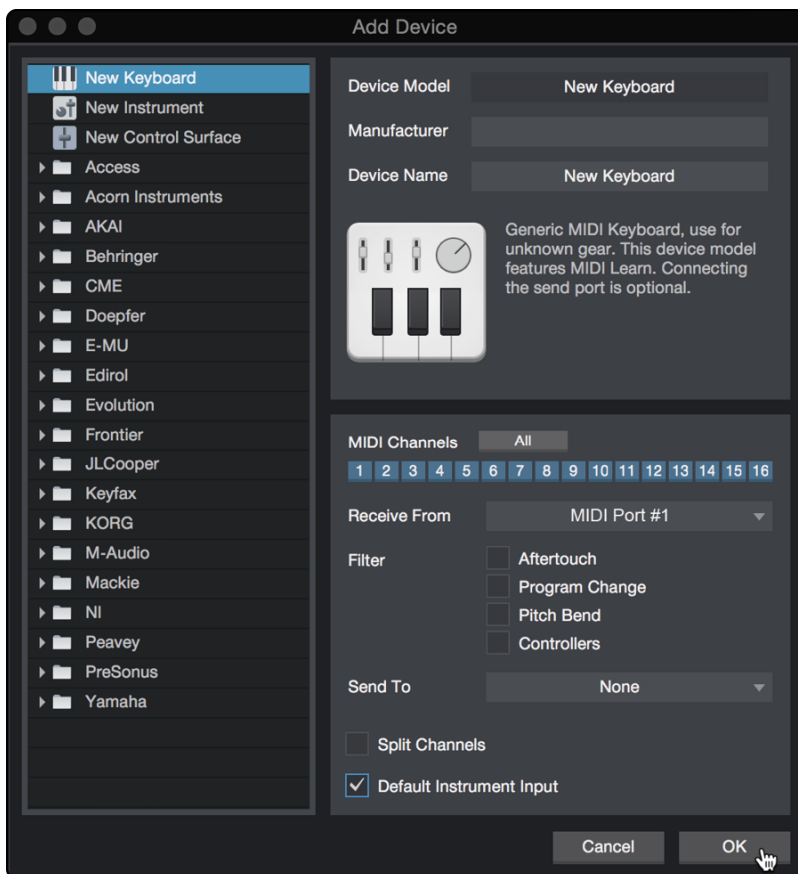 Add Device
New Keyboard
New Instrument
New Control Surface
Access
Acorn Instruments
AKAI
Behringer
CME
Doepfer
E-MU
Edirol
Evolution
Frontier
JLCooper
Keyfax
KORG
M-Audio
Mackie
NI
Peavey
PreSonus
Yamaha
Device Model New Keyboard
Manufacturer
Device Name New Keyboard
Generic MIDI Keyboard, use for
unknown gear. This device model
features MIDI Learn. Connecting
the send port is optional.
MIDI Channels All
1 2 3 4 5 6 7 8 9 10 11 12 13 14 15 16
Receive From MIDI Port #1
Filter Aftertouch
Program Change
Pitch Bend
Controllers
Send To None
Split Channels
Default Instrument Input
Cancel OK